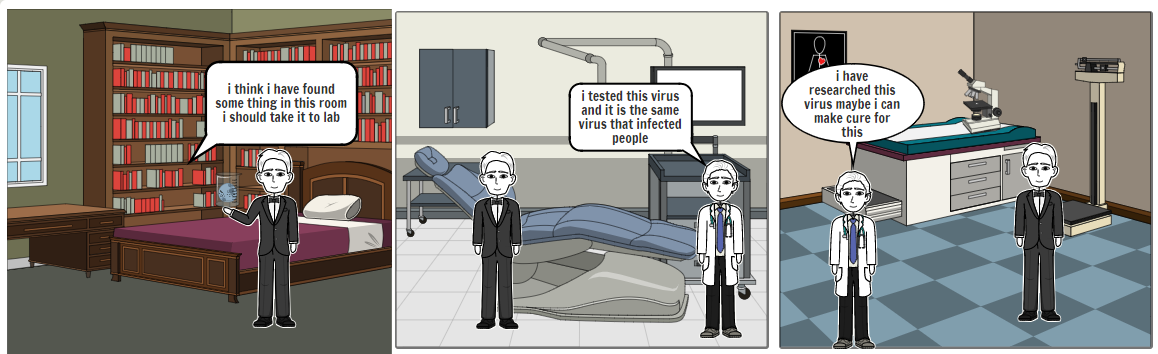 i think i have found
some thing in this room
i should take it to lab
i tested this virus
and it is the same
virus that infected
people
i have
researched this
virus maybe i can
make cure for
this